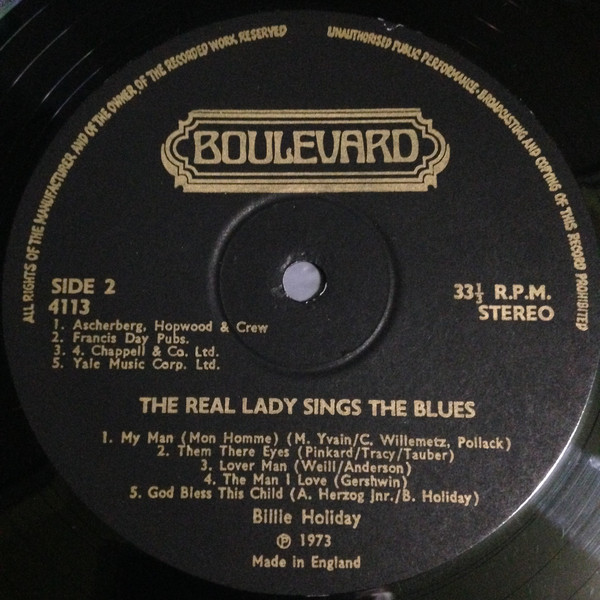 ALL RIGHTS OF THE MANUFACTURER, AND OF THE OWNER OF THE RECORDED WORK, RESERVED
UNAUTHORISED PUBLIC PERFORMANCE, BROADCASTING AND COPYING OF THIS RECORD PROHIBITED
BOULEVARD
SIDE 2
4113
33⅓ R.P.M.
STEREO
1. Ascherberg, Hopwood & Crew
2. Francis Day Pubs.
3. 4. Chappell & Co. Ltd.
5. Yale Music Corp. Ltd.
THE REAL LADY SINGS THE BLUES
1. My Man (Mon Homme) (M. Yvain/C. Willemetz, Pollack)
2. Them There Eyes (Pinkard/Tracy/Tauber)
3. Lover Man (Weill/Anderson)
4. The Man I Love (Gershwin)
5. God Bless This Child (A. Herzog Jnr./B. Holiday)
Billie Holiday
℗ 1973
Made in England